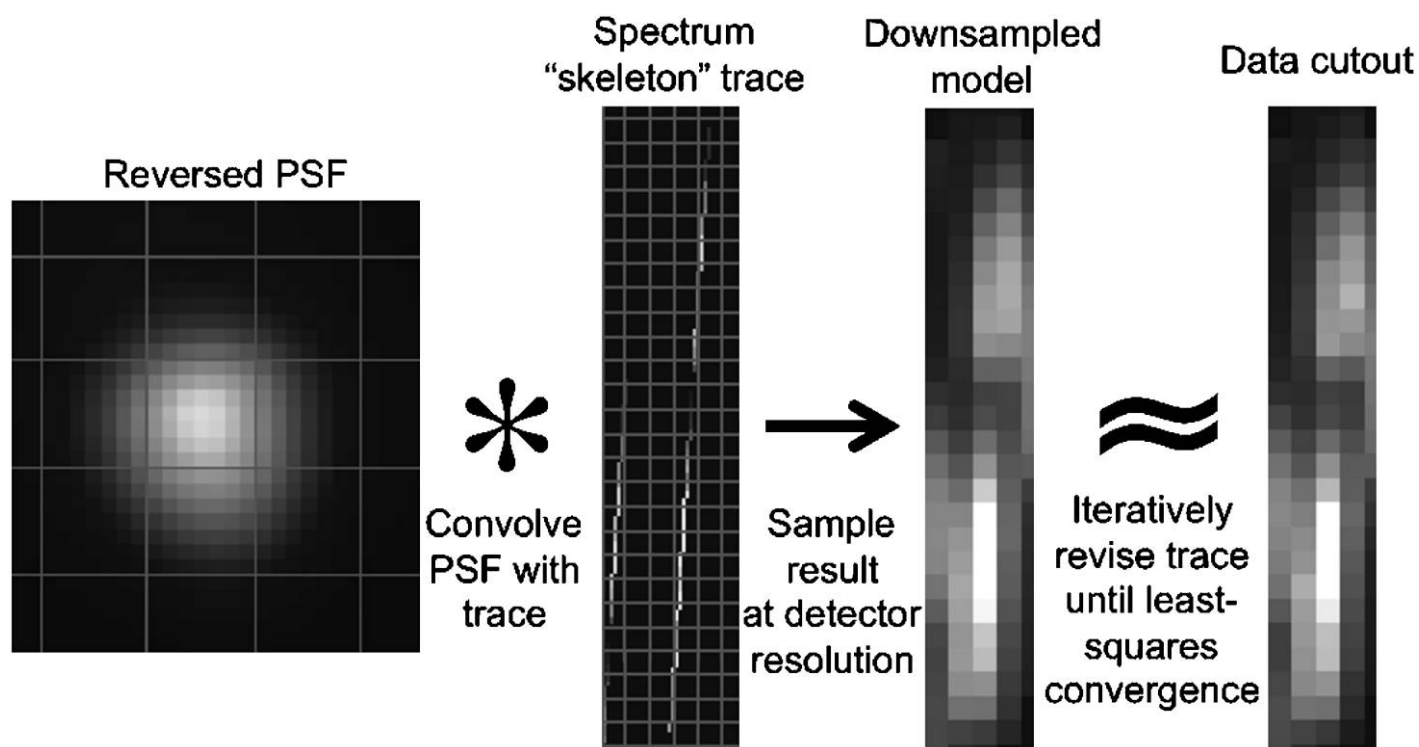 Reversed PSF
Convolve
PSF with
trace
Spectrum
“skeleton” trace
Sample
result
at detector
resolution
Downsampled
model
Iteratively
revise trace
until least-
squares
convergence
Data cutout